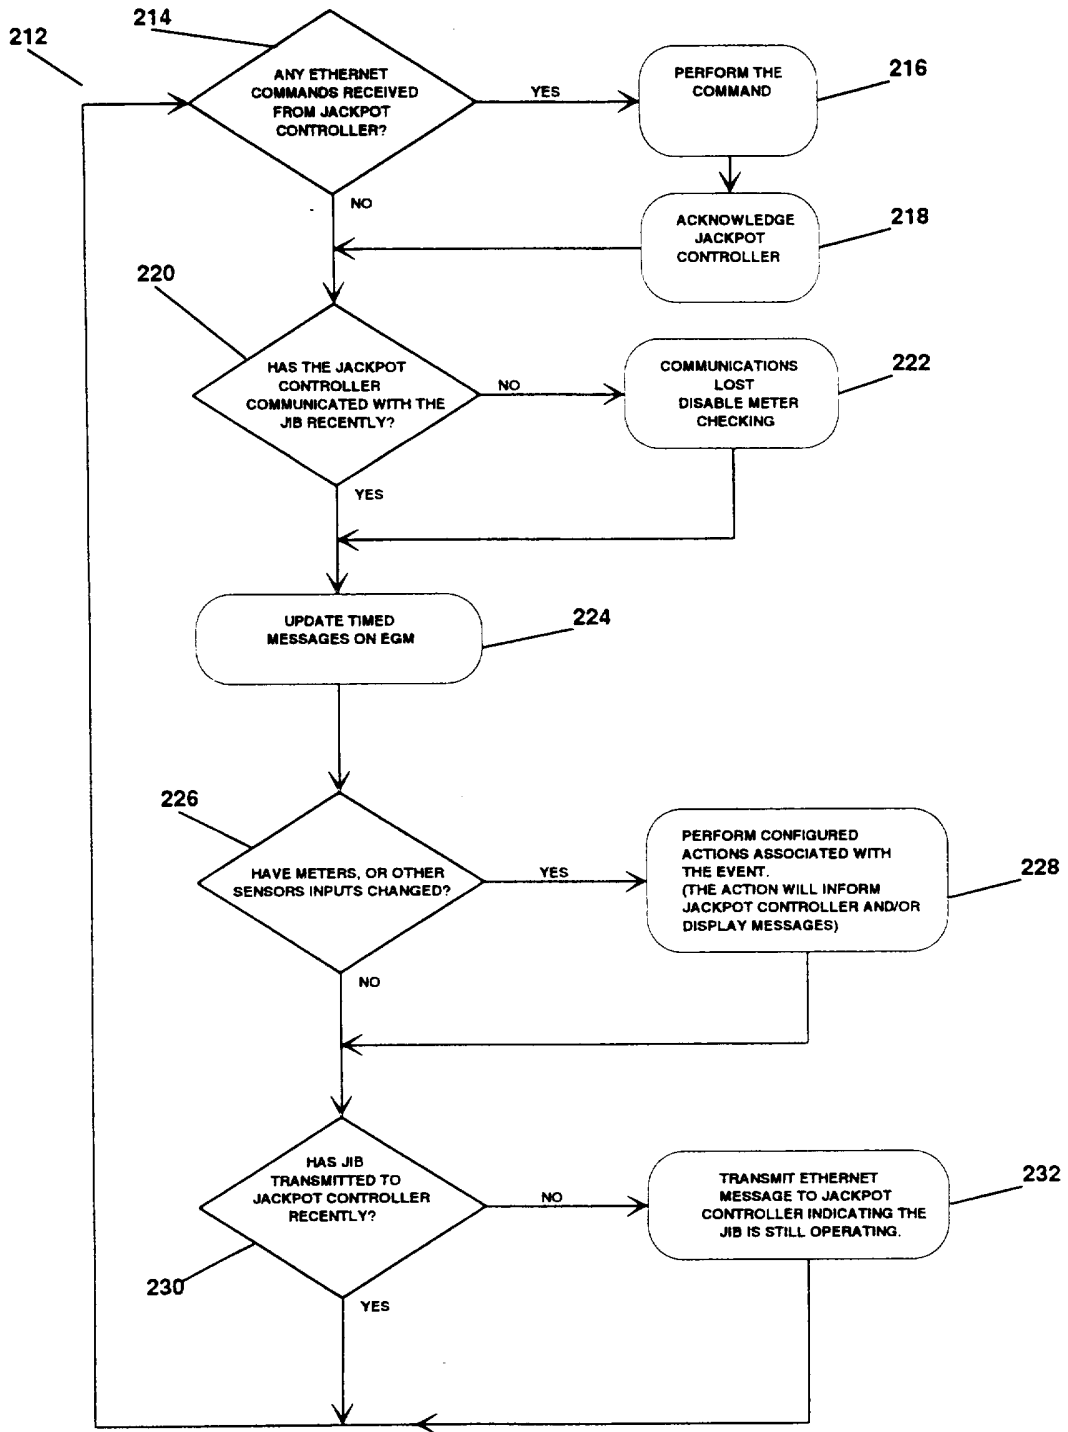 212
214
ANY ETHERNET
COMMANDS RECEIVED
FROM JACKPOT
CONTROLLER?
YES
PERFORM THE
COMMAND
216
NO
ACKNOWLEDGE
JACKPOT
CONTROLLER
218
220
HAS THE JACKPOT
CONTROLLER
COMMUNICATED WITH THE
JIB RECENTLY?
NO
COMMUNICATIONS
LOST
DISABLE METER
CHECKING
222
YES
UPDATE TIMED
MESSAGES ON EGM
224
226
HAVE METERS, OR OTHER
SENSORS INPUTS CHANGED?
YES
PERFORM CONFIGURED
ACTIONS ASSOCIATED WITH
THE EVENT.
(THE ACTION WILL INFORM
JACKPOT CONTROLLER AND/OR
DISPLAY MESSAGES)
228
NO
HAS JIB
TRANSMITTED TO
JACKPOT CONTROLLER
RECENTLY?
NO
TRANSMIT ETHERNET
MESSAGE TO JACKPOT
CONTROLLER INDICATING THE
JIB IS STILL OPERATING.
232
230
YES